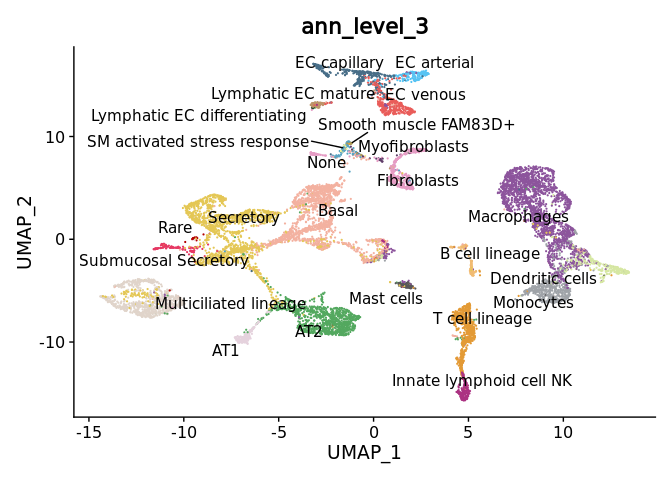 ann_level_3
EC capillary
EC arterial
Lymphatic EC mature
EC venous
Lymphatic EC differentiating
Smooth muscle FAM83D+
SM activated stress response
Myofibroblasts
None
Fibroblasts
Basal
Secretory
Rare
Macrophages
Submucosal Secretory
B cell lineage
Dendritic cells
Multiciliated lineage
Mast cells
Monocytes
T cell lineage
AT2
AT1
Innate lymphoid cell NK
10
0
-10
UMAP_2
-15
-10
-5
0
5
10
UMAP_1